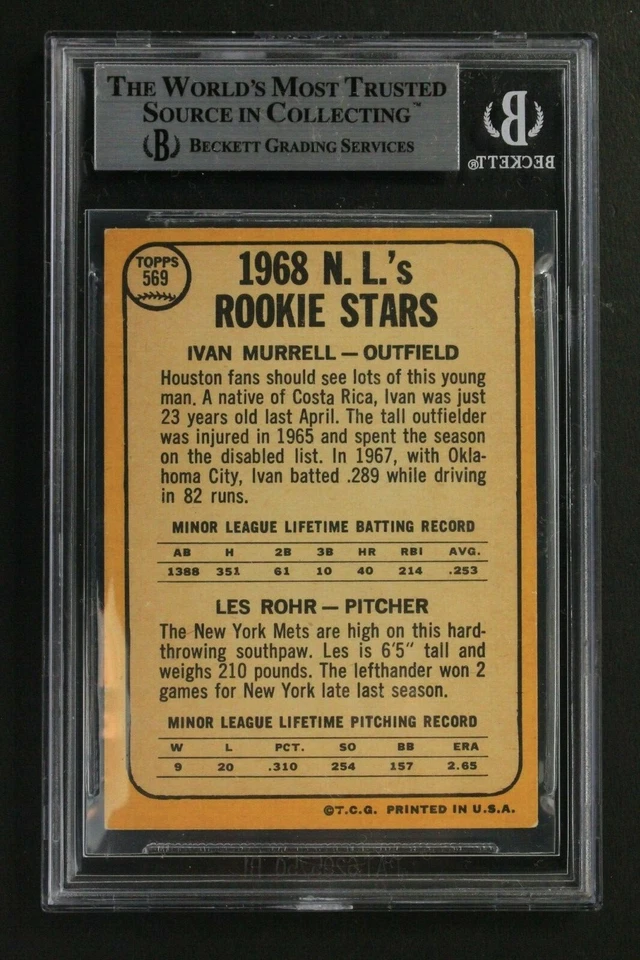 THE WORLD'S MOST TRUSTED
SOURCE IN COLLECTING™
B BECKETT GRADING SERVICES
B
BECKETT®
TOPPS
569
1968 N. L.'s
ROOKIE STARS
IVAN MURRELL — OUTFIELD
Houston fans should see lots of this young
man. A native of Costa Rica, Ivan was just
23 years old last April. The tall outfielder
was injured in 1965 and spent the season
on the disabled list. In 1967, with Okla-
homa City, Ivan batted .289 while driving
in 82 runs.
MINOR LEAGUE LIFETIME BATTING RECORD
AB H 2B 3B HR RBI AVG.
1388 351 61 10 40 214 .253
LES ROHR — PITCHER
The New York Mets are high on this hard-
throwing southpaw. Les is 6'5" tall and
weighs 210 pounds. The lefthander won 2
games for New York late last season.
MINOR LEAGUE LIFETIME PITCHING RECORD
W L PCT. SO BB ERA
9 20 .310 254 157 2.65
©T.C.G. PRINTED IN U.S.A.